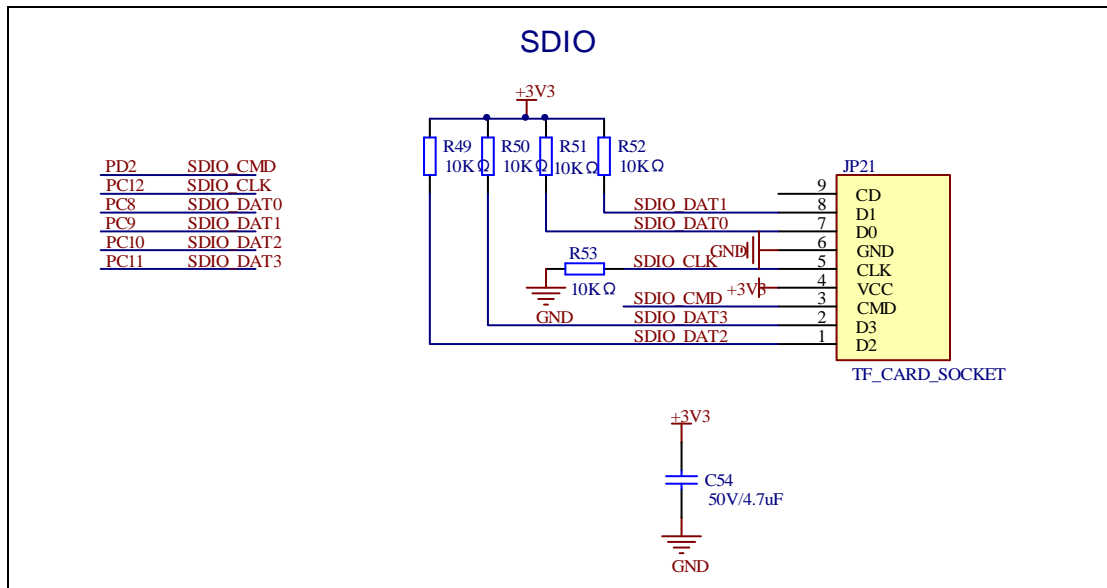 SDIO
+3V3
R49 R50 R51 R52
10KΩ 10KΩ 10KΩ 10KΩ
PD2 SDIO_CMD
PC12 SDIO_CLK
PC8 SDIO_DAT0
PC9 SDIO_DAT1
PC10 SDIO_DAT2
PC11 SDIO_DAT3
JP21
9 CD
SDIO_DAT1 8 D1
SDIO_DAT0 7 D0
GND 6 GND
R53 SDIO_CLK 5 CLK
10KΩ +3V3 4 VCC
GND
SDIO_CMD 3 CMD
SDIO_DAT3 2 D3
SDIO_DAT2 1 D2
TF_CARD_SOCKET
+3V3
C54
50V/4.7uF
GND